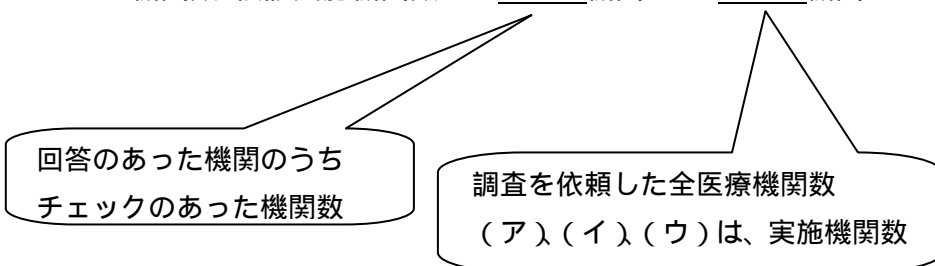 回答のあった機関のうち
チェックのあった機関数
調査を依頼した全医療機関数
(ア)、(イ)、(ウ)は、実施機関数